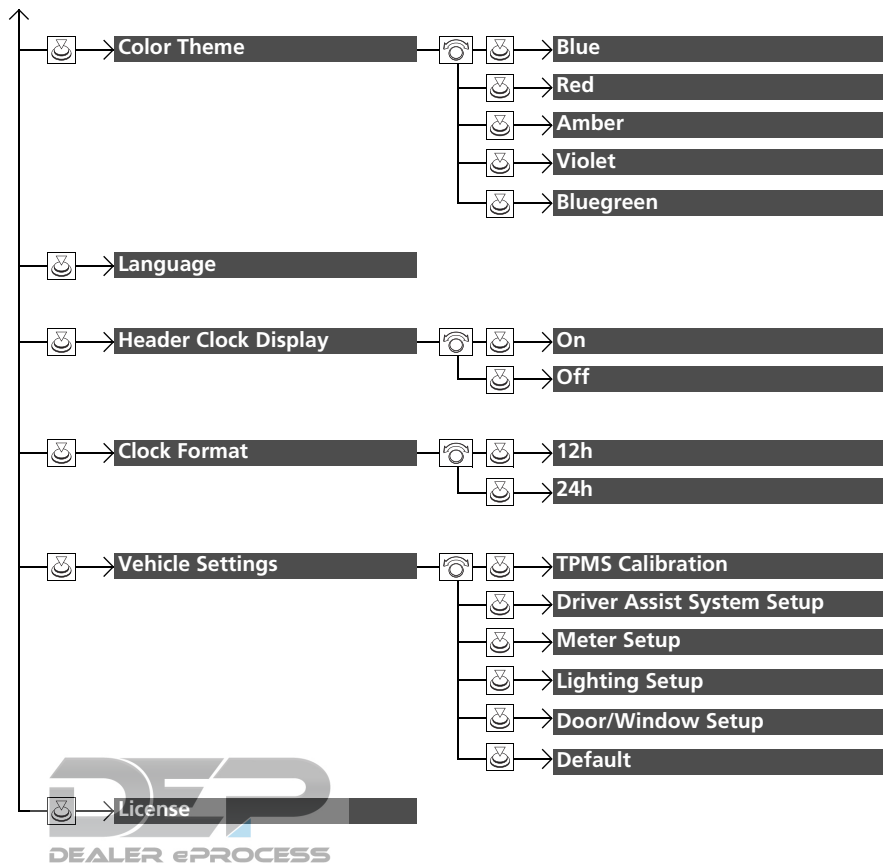 Color Theme
Blue
Red
Amber
Violet
Bluegreen
Language
Header Clock Display
On
Off
Clock Format
12h
24h
Vehicle Settings
TPMS Calibration
Driver Assist System Setup
Meter Setup
Lighting Setup
Door/Window Setup
Default
License
DEP
DEALER ePROCESS